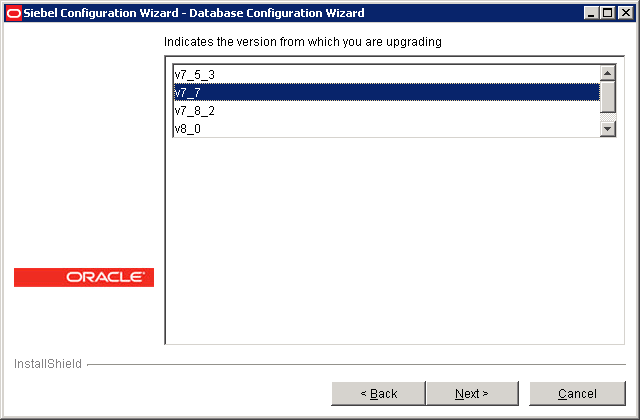 Siebel Configuration Wizard - Database Configuration Wizard
Indicates the version from which you are upgrading
v7_5_3
v7_7
v7_8_2
v8_0
ORACLE
InstallShield
< Back
Next >
Cancel